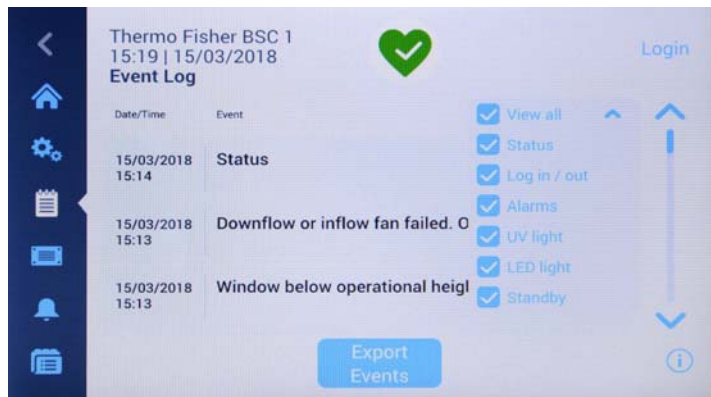 Thermo Fisher BSC 1
15:19 | 15/03/2018
Event Log
Login
Date/Time Event
View all
Status
Log in / out
Alarms
UV light
LED light
Standby
15/03/2018
15:14
Status
15/03/2018
15:13
Downflow or inflow fan failed. O
15/03/2018
15:13
Window below operational heigl
Export
Events
i